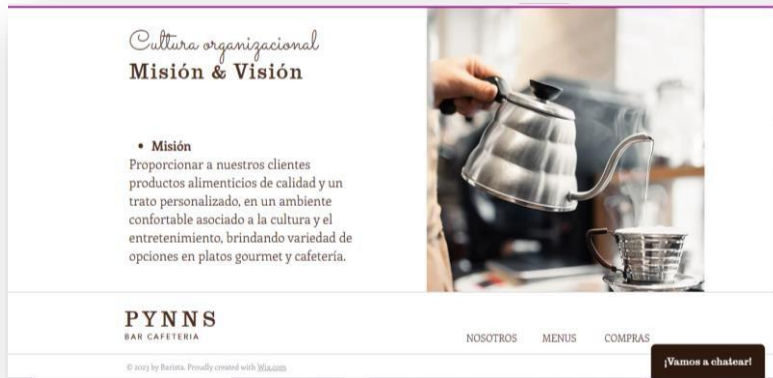 Cultura organizacional
Misión & Visión
• Misión
Proporcionar a nuestros clientes
productos alimenticios de calidad y un
trato personalizado, en un ambiente
confortable asociado a la cultura y el
entretenimiento, brindando variedad de
opciones en platos gourmet y cafetería.
PYNNS
BAR CAFETERIA
NOSOTROS MENUS COMPRAS
¡Vamos a chatear!
© 2023 by Barista. Proudly created with Wix.com